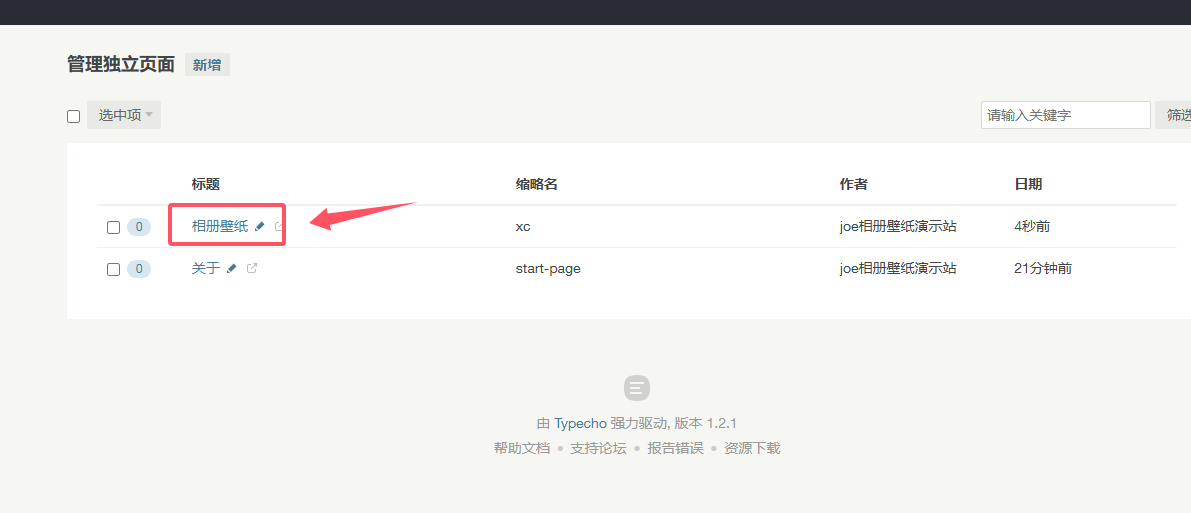 管理独立页面 新增
选中项 请输入关键字 筛选
标题 缩略名 作者 日期
0 相册壁纸 xc joe相册壁纸演示站 4秒前
0 关于 start-page joe相册壁纸演示站 21分钟前
由 Typecho 强力驱动, 版本 1.2.1
帮助文档 • 支持论坛 • 报告错误 • 资源下载